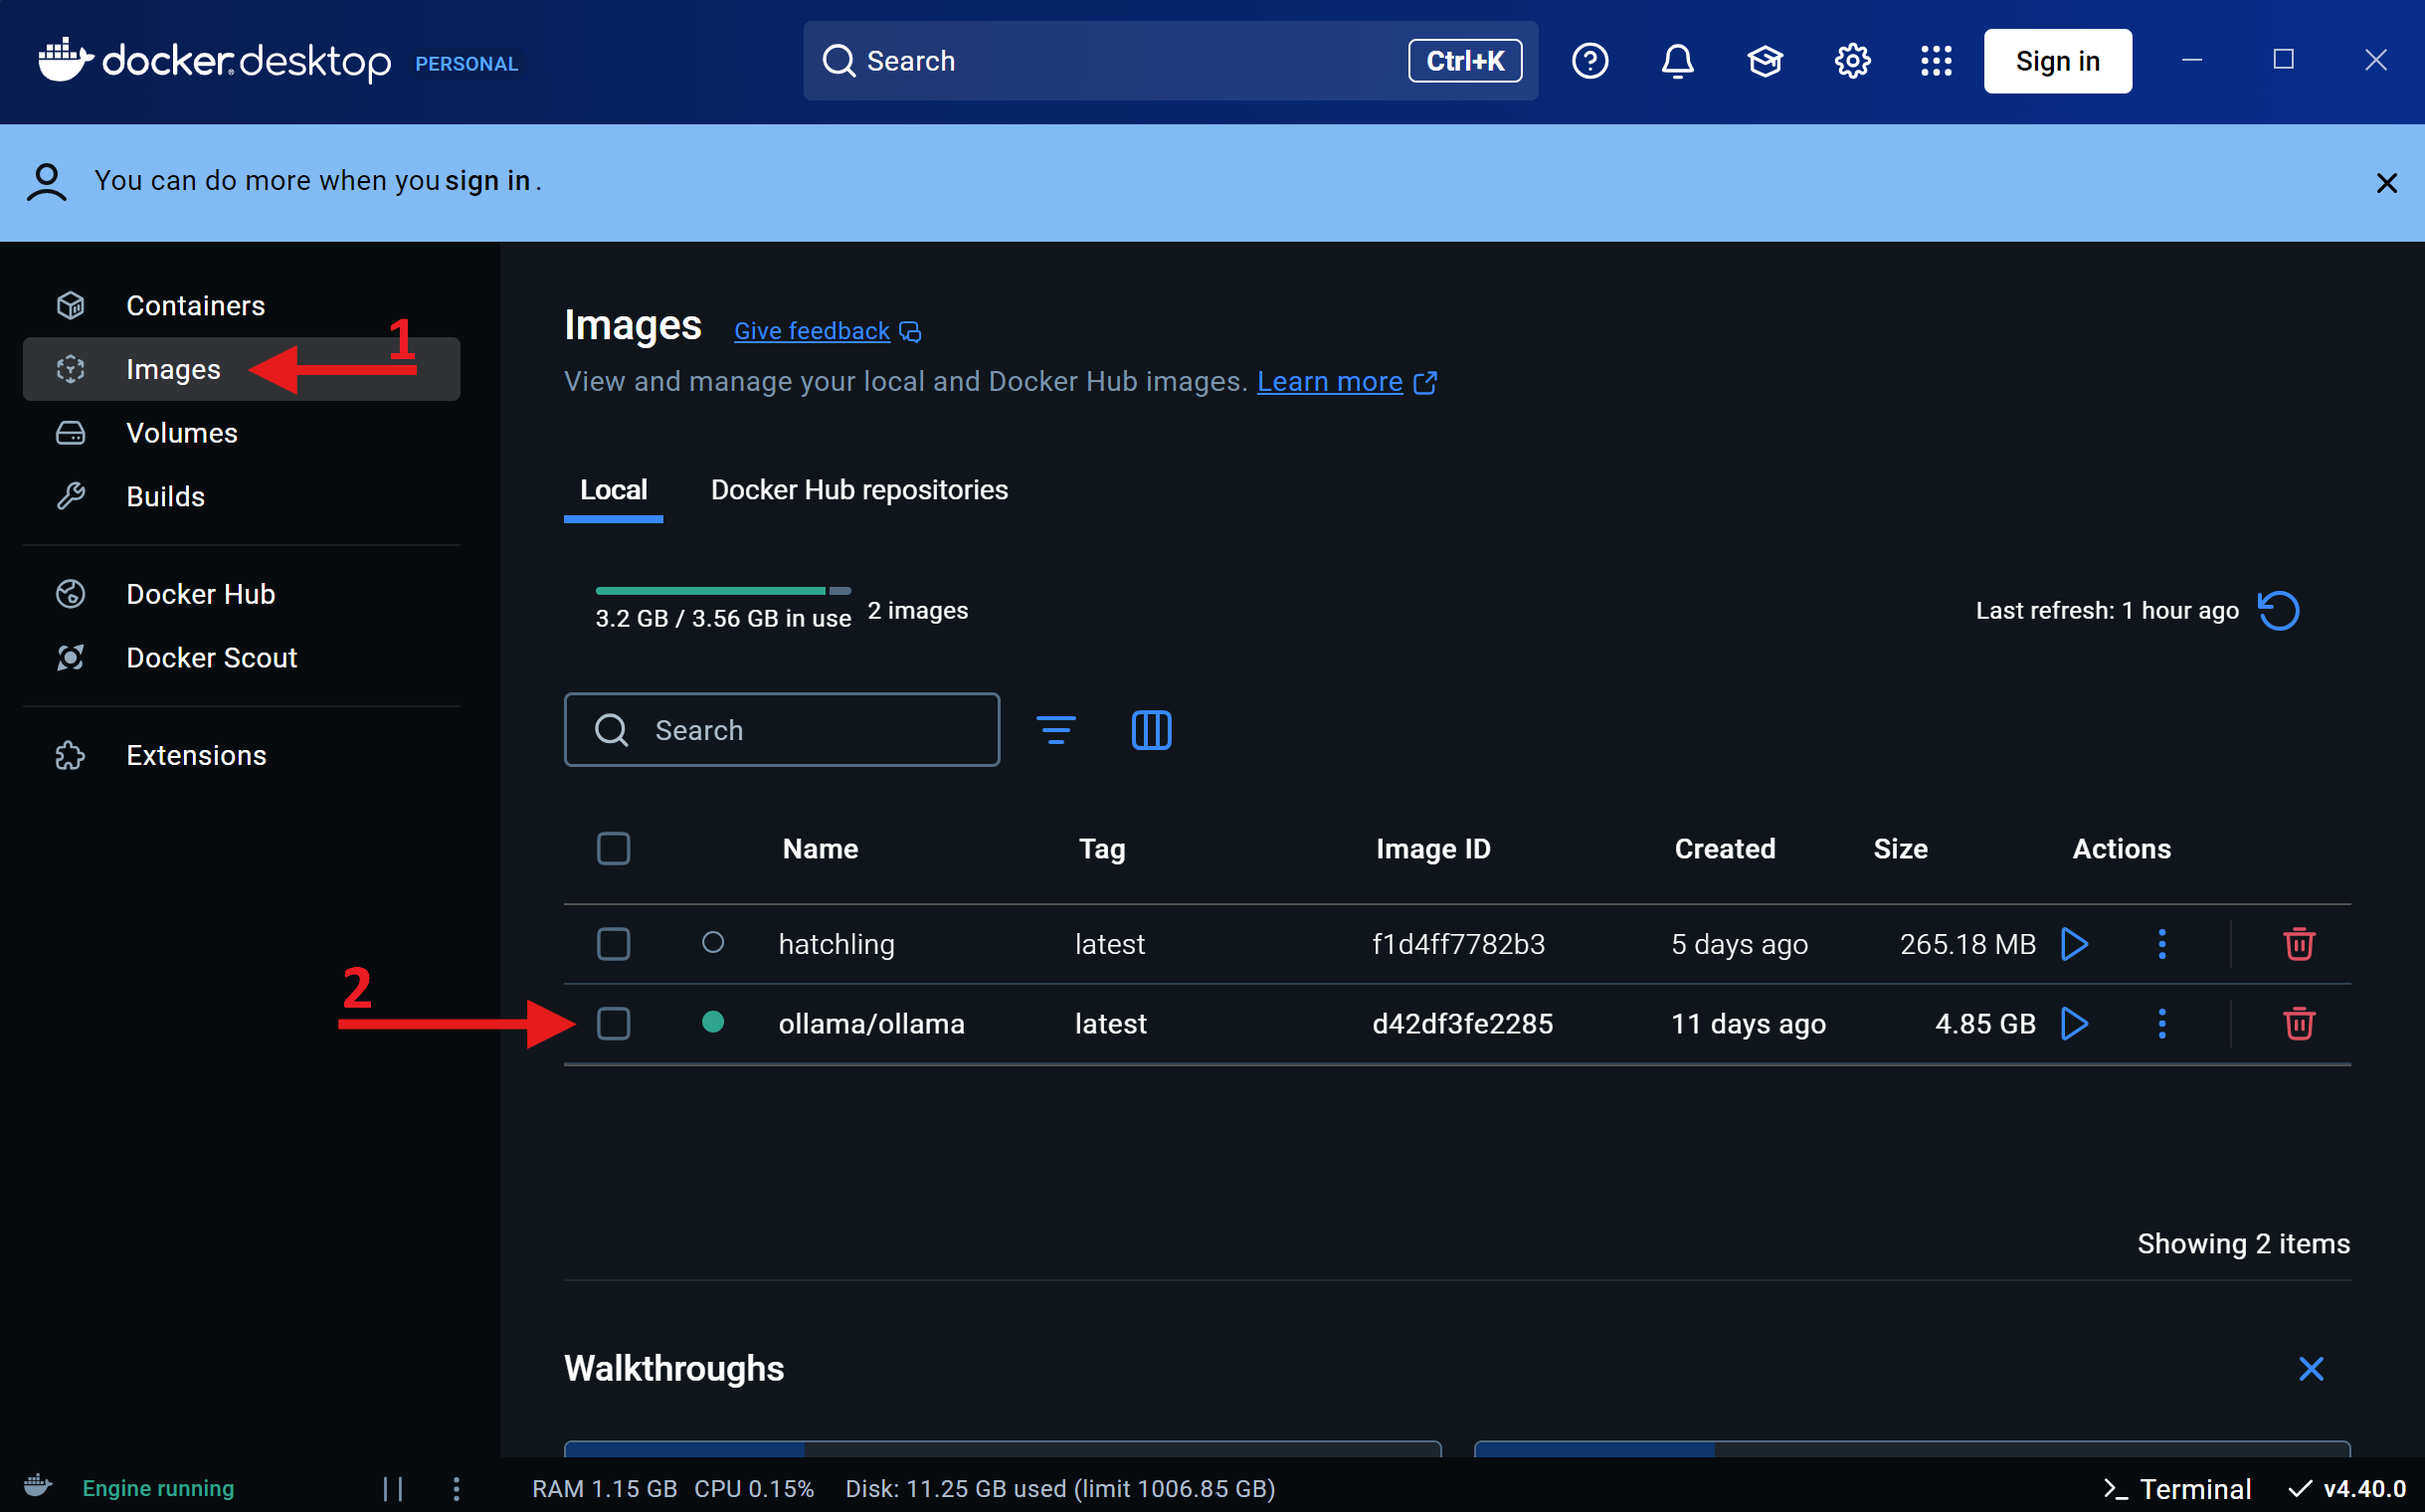 docker.desktop PERSONAL Search Ctrl+K Sign in
You can do more when you sign in.
Containers
1
Images
Volumes
Builds
Docker Hub
Docker Scout
Extensions
Images Give feedback
View and manage your local and Docker Hub images. Learn more
Local Docker Hub repositories
3.2 GB / 3.56 GB in use 2 images Last refresh: 1 hour ago
Search
Name Tag Image ID Created Size Actions
hatchling latest f1d4ff7782b3 5 days ago 265.18 MB
2
ollama/ollama latest d42df3fe2285 11 days ago 4.85 GB
Showing 2 items
Walkthroughs
Engine running RAM 1.15 GB CPU 0.15% Disk: 11.25 GB used (limit 1006.85 GB) Terminal v4.40.0